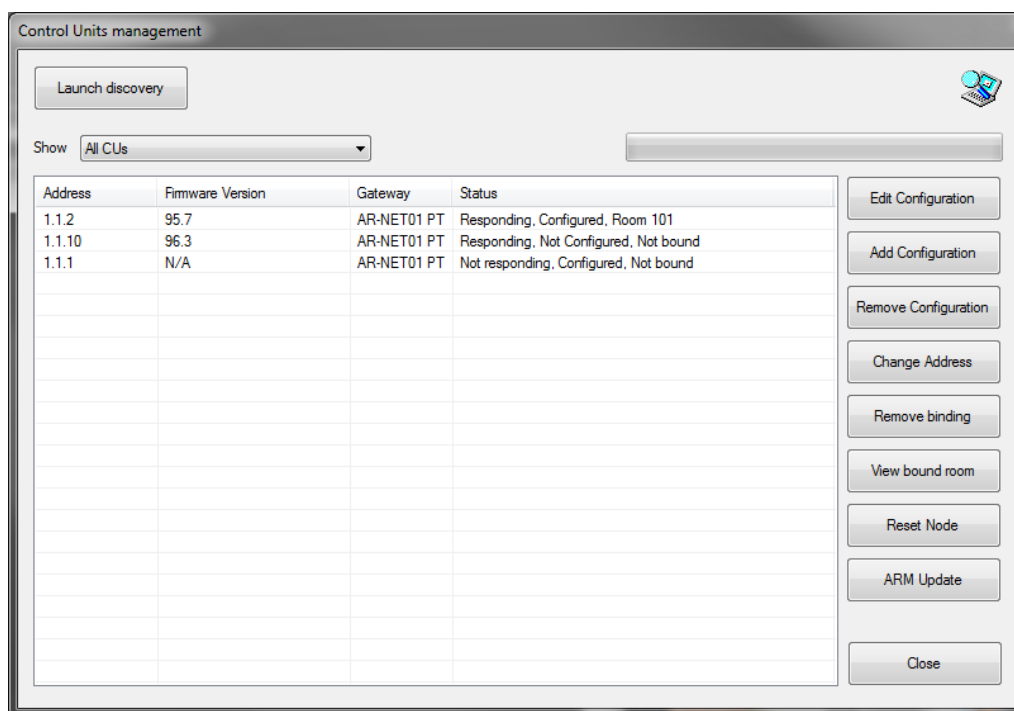 Control Units management
Launch discovery
Show All CUs
Address Firmware Version Gateway Status
1.1.2 95.7 AR-NET01 PT Responding, Configured, Room 101
1.1.10 96.3 AR-NET01 PT Responding, Not Configured, Not bound
1.1.1 N/A AR-NET01 PT Not responding, Configured, Not bound
Edit Configuration
Add Configuration
Remove Configuration
Change Address
Remove binding
View bound room
Reset Node
ARM Update
Close